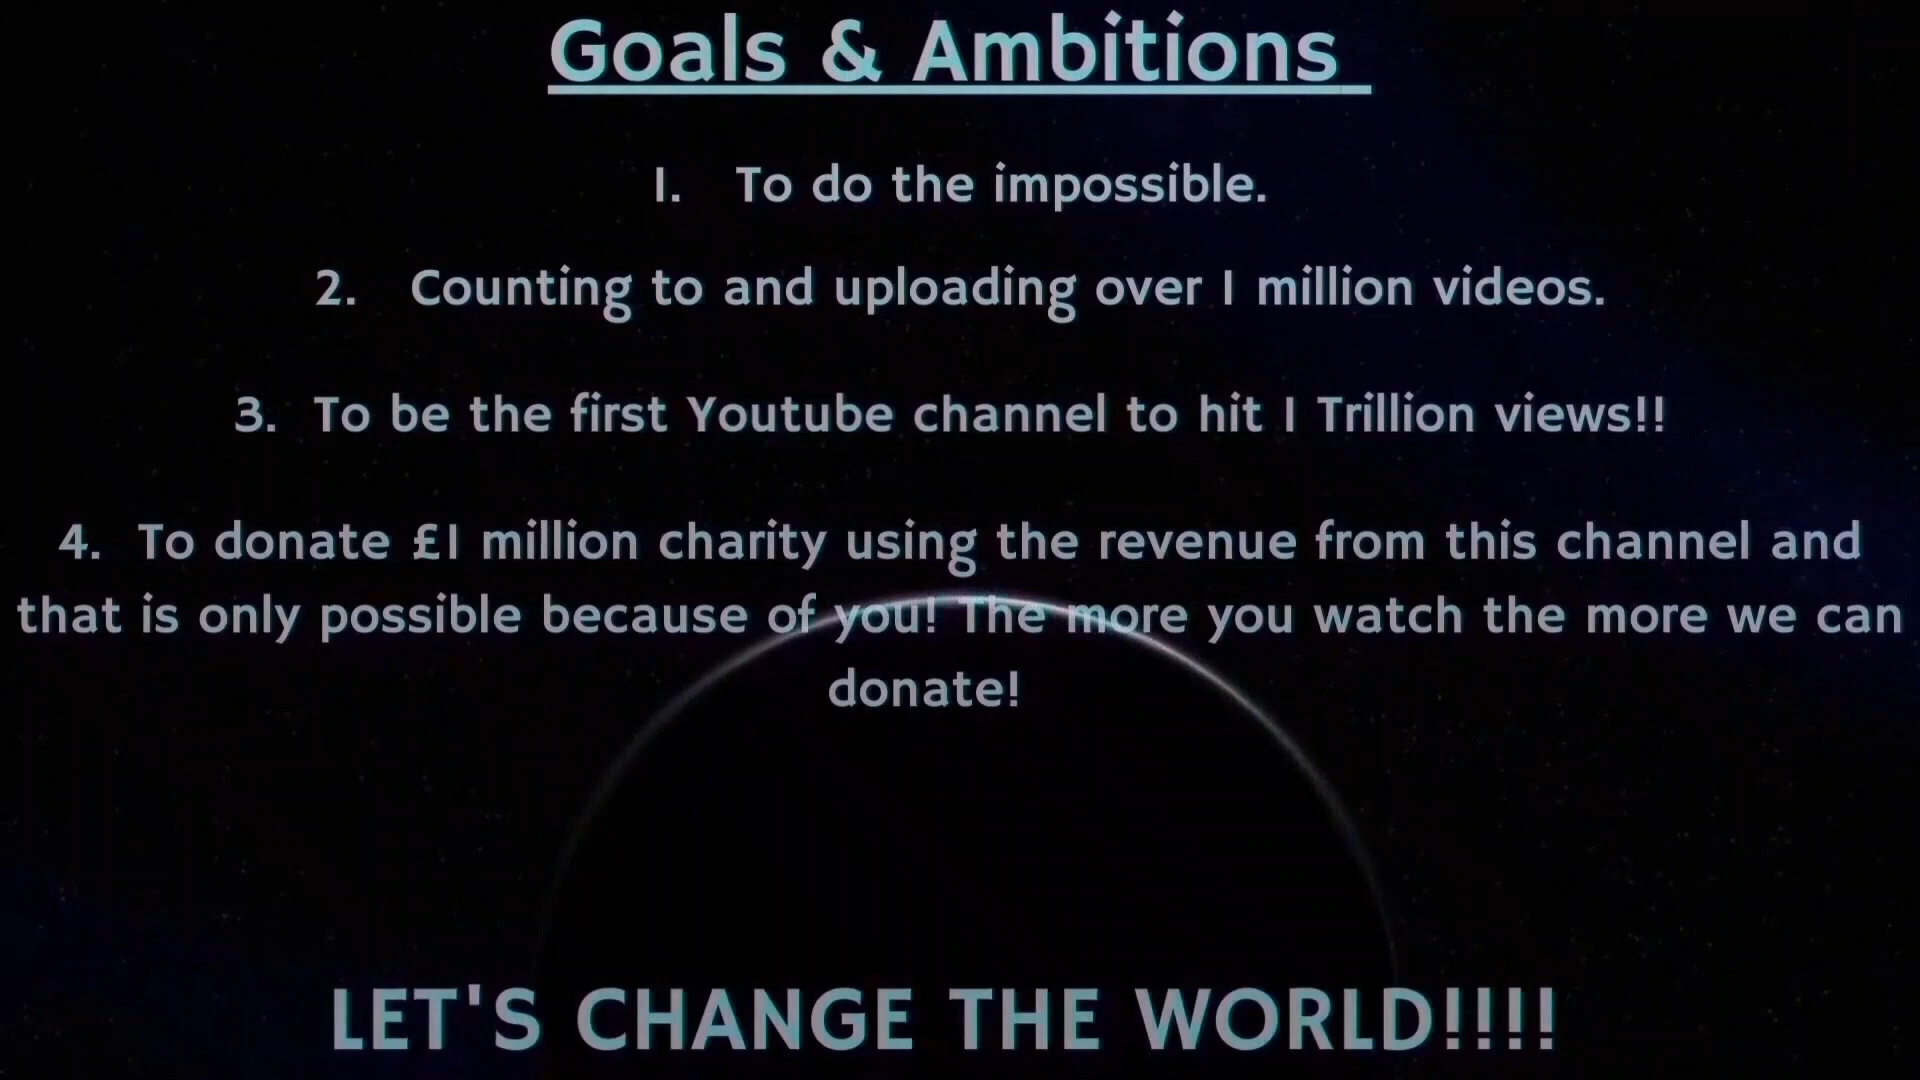 Goals & Ambitions
1. To do the impossible.
2. Counting to and uploading over 1 million videos.
3. To be the first Youtube channel to hit 1 Trillion views!!
4. To donate £1 million charity using the revenue from this channel and
that is only possible because of you! The more you watch the more we can
donate!
LET'S CHANGE THE WORLD!!!!